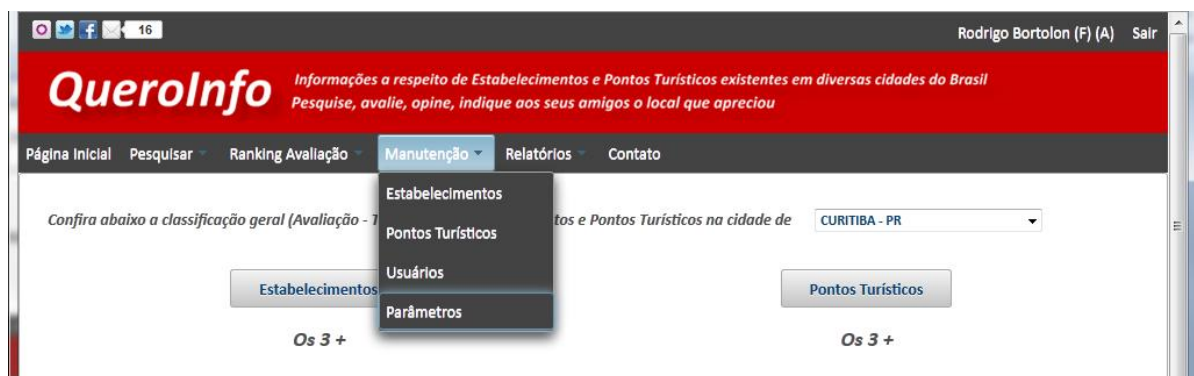 16
Rodrigo Bortolon (F) (A) Sair
QueroInfo
Informações a respeito de Estabelecimentos e Pontos Turísticos existentes em diversas cidades do Brasil
Pesquise, avalie, opine, indique aos seus amigos o local que apreciou
Página Inicial Pesquisar Ranking Avaliação Manutenção Relatórios Contato
Estabelecimentos
Pontos Turísticos
Usuários
Parâmetros
Confira abaixo a classificação geral (Avaliação - e Pontos Turísticos na cidade de CURITIBA - PR
Estabelecimentos Pontos Turísticos
Os 3 + Os 3 +